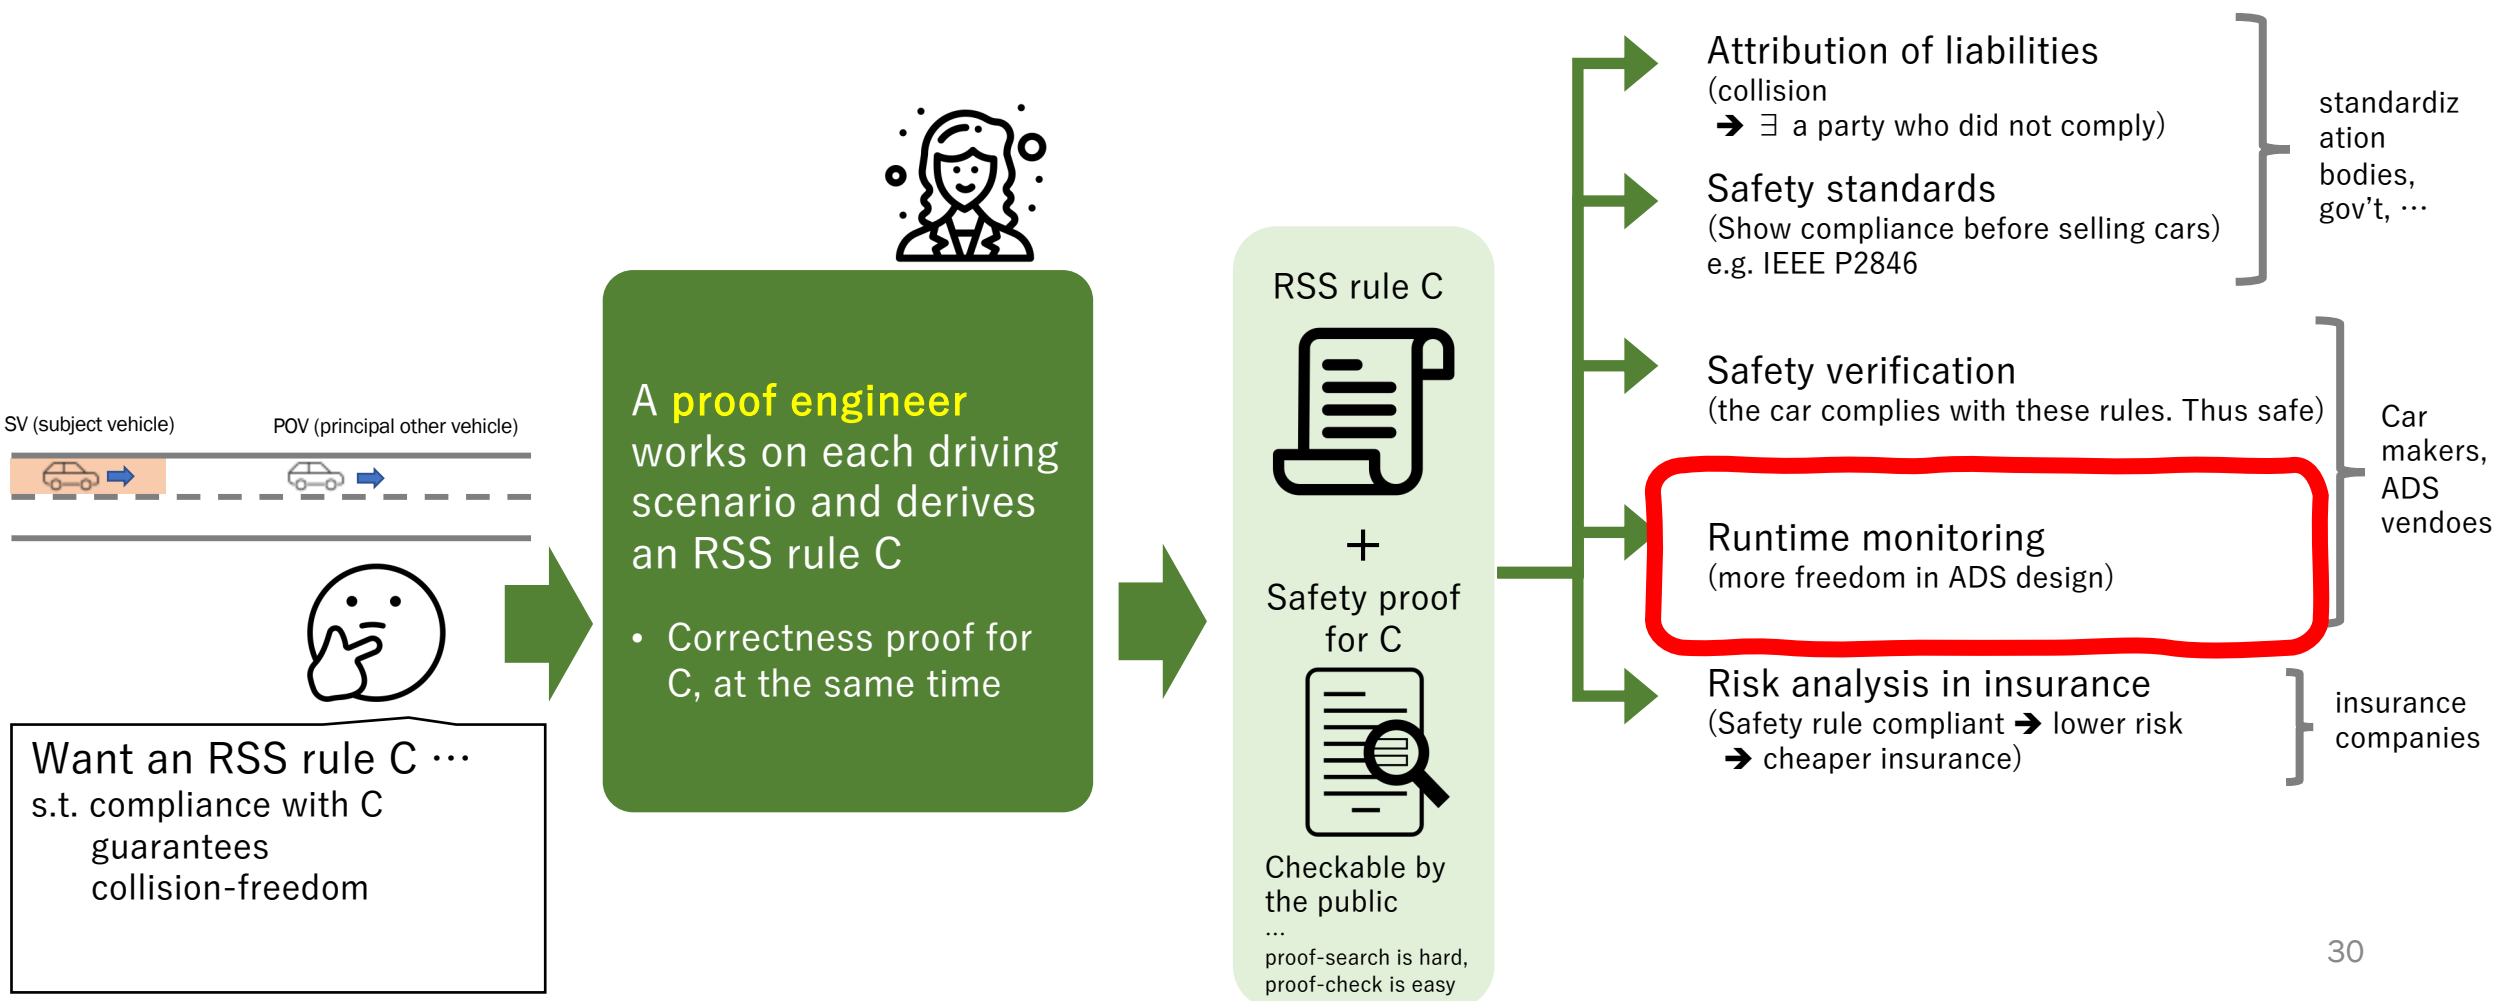 SV (subject vehicle)
POV (principal other vehicle)
Want an RSS rule C …
s.t. compliance with C
guarantees
collision-freedom
A proof engineer
works on each driving
scenario and derives
an RSS rule C
• Correctness proof for
C, at the same time
RSS rule C
+
Safety proof
for C
Checkable by
the public
…
proof-search is hard,
proof-check is easy
Attribution of liabilities
(collision
➔ ∃ a party who did not comply)
Safety standards
(Show compliance before selling cars)
e.g. IEEE P2846
standardiz
ation
bodies,
gov't, …
Safety verification
(the car complies with these rules. Thus safe)
Runtime monitoring
(more freedom in ADS design)
Car
makers,
ADS
vendoes
Risk analysis in insurance
(Safety rule compliant ➔ lower risk
➔ cheaper insurance)
insurance
companies
30